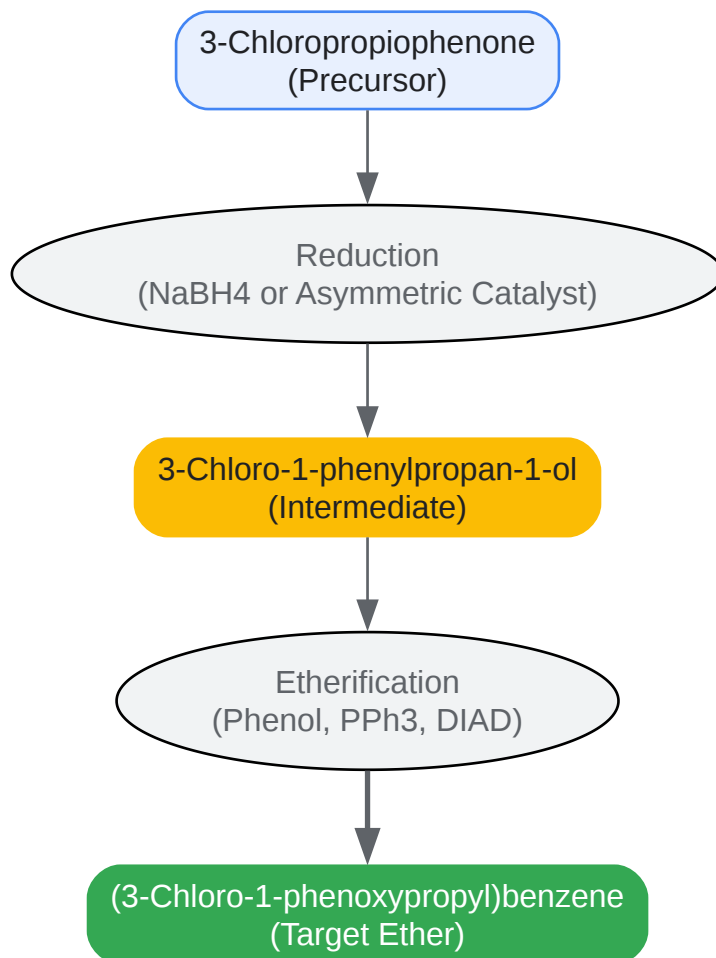 3-Chloropropiophenone
(Precursor)
Reduction
(NaBH4 or Asymmetric Catalyst)
3-Chloro-1-phenylpropan-1-ol
(Intermediate)
Etherification
(Phenol, PPh3, DIAD)
(3-Chloro-1-phenoxypropyl)benzene
(Target Ether)